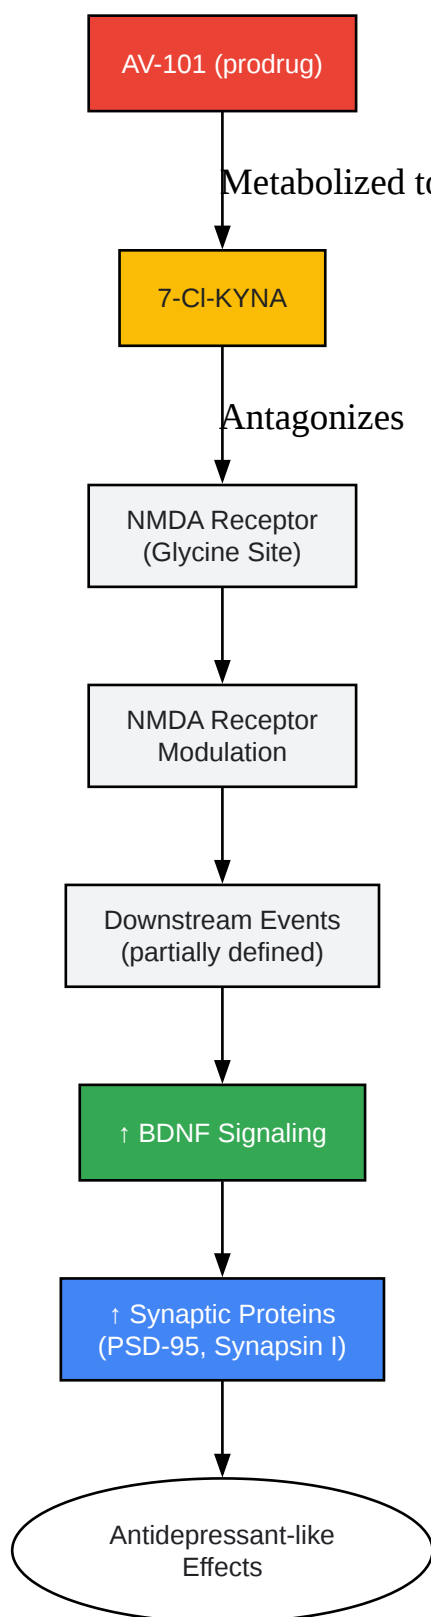 AV-101 (prodrug)
Metabolized to
7-Cl-KYNA
Antagonizes
NMDA Receptor
(Glycine Site)
NMDA Receptor
Modulation
Downstream Events
(partially defined)
↑ BDNF Signaling
↑ Synaptic Proteins
(PSD-95, Synapsin I)
Antidepressant-like
Effects